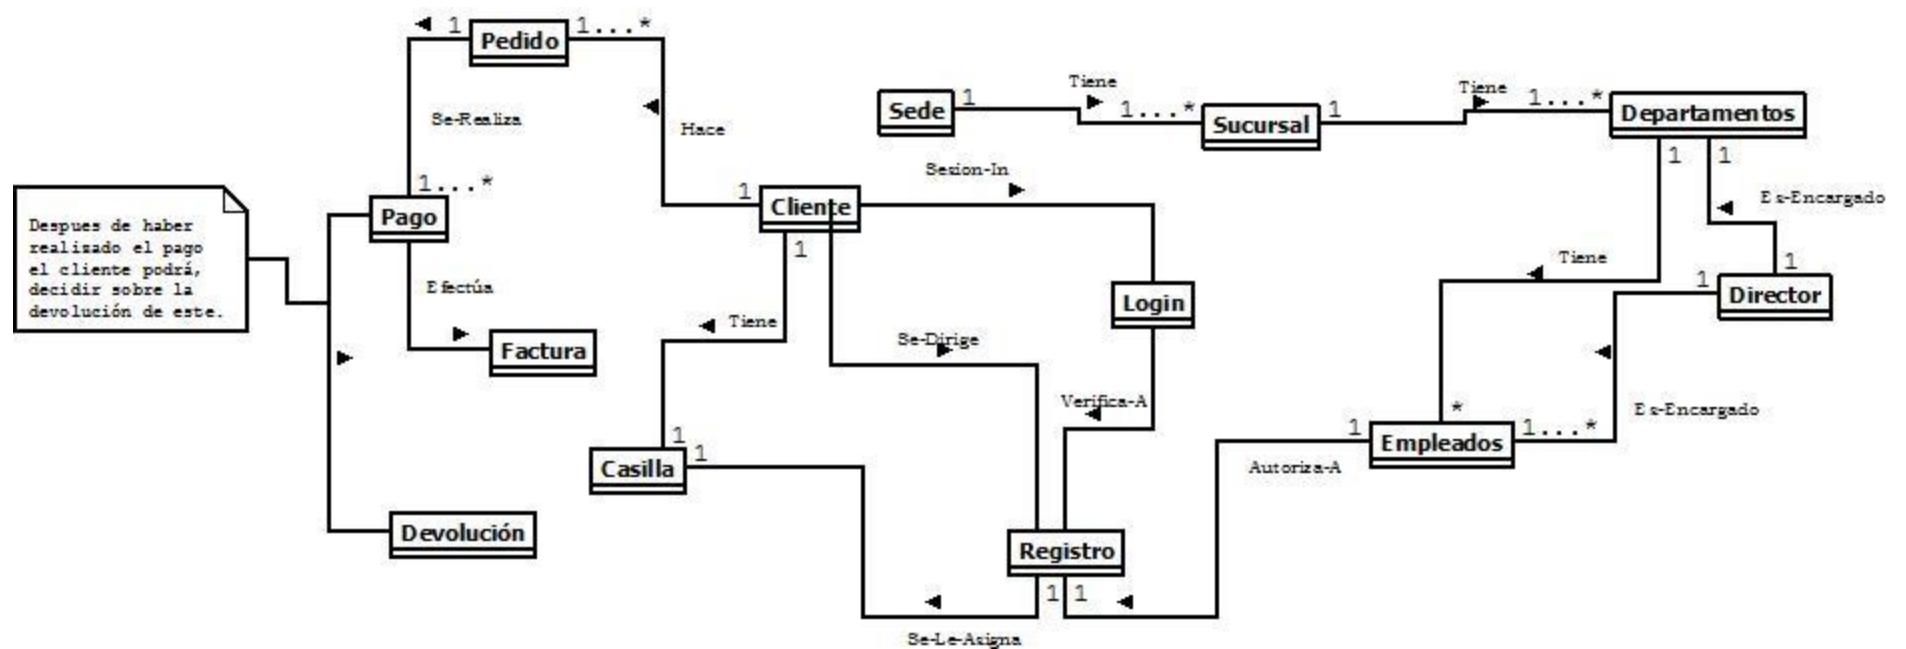 1
Pedido
1...*
Se-Realiza
Hace
1...*
Pago
Despues de haber
realizado el pago
el cliente podrá,
decidir sobre la
devolución de este.
Efectúa
Factura
Devolución
1
Cliente
1
Tiene
1
Casilla
1
Sesion-In
Login
Se-Dirige
Verifica-A
Registro
1
1
Se-Le-Asigna
Sede
1
Tiene
1...*
Sucursal
1
Tiene
1...*
Departamentos
1
1
Es-Encargado
Tiene
1
1
Director
*
1
Empleados
1...*
Es-Encargado
Autoriza-A